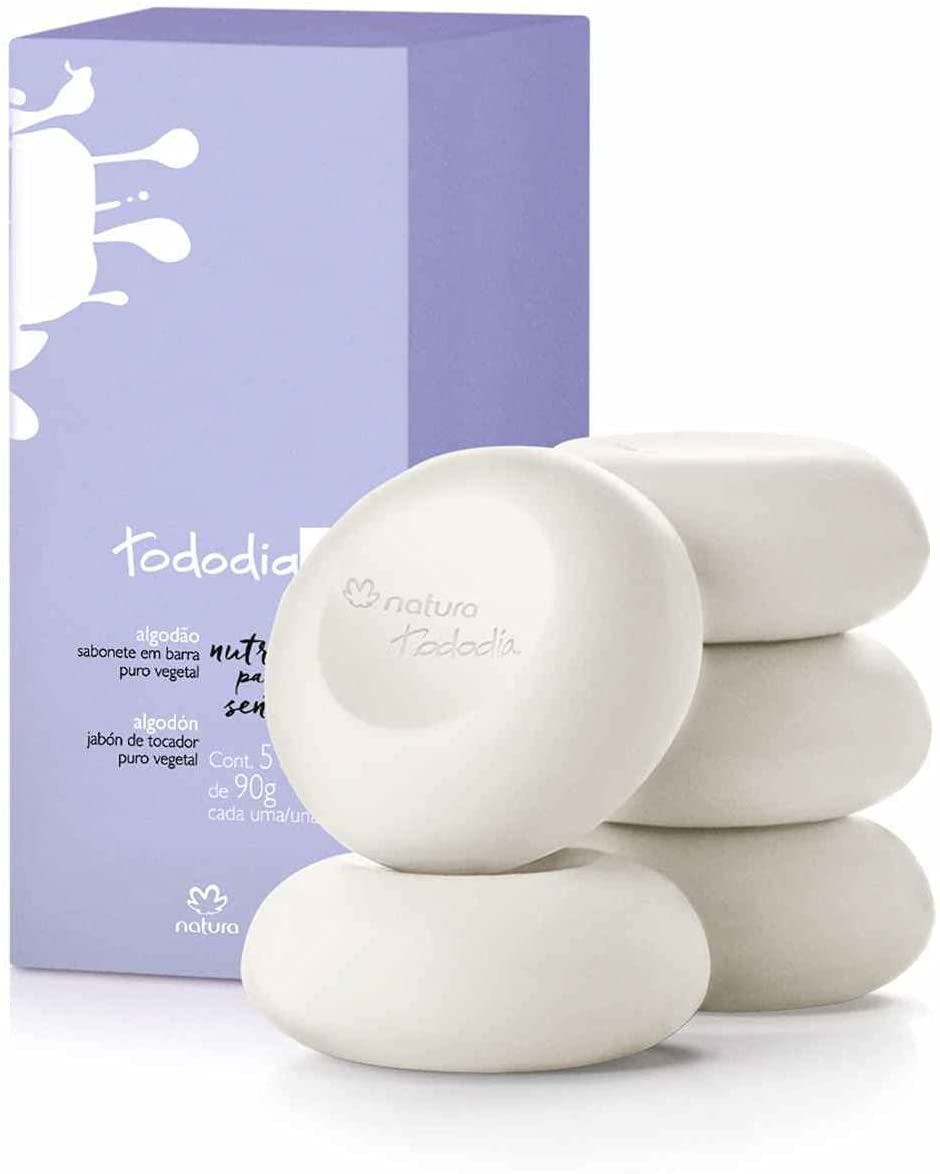 Tododia
algodão
sabonete em barra
puro vegetal
algodón
jabón de tocador
puro vegetal
Cont. 5
de 90g
cada uma/una
natura
natura
Tododia